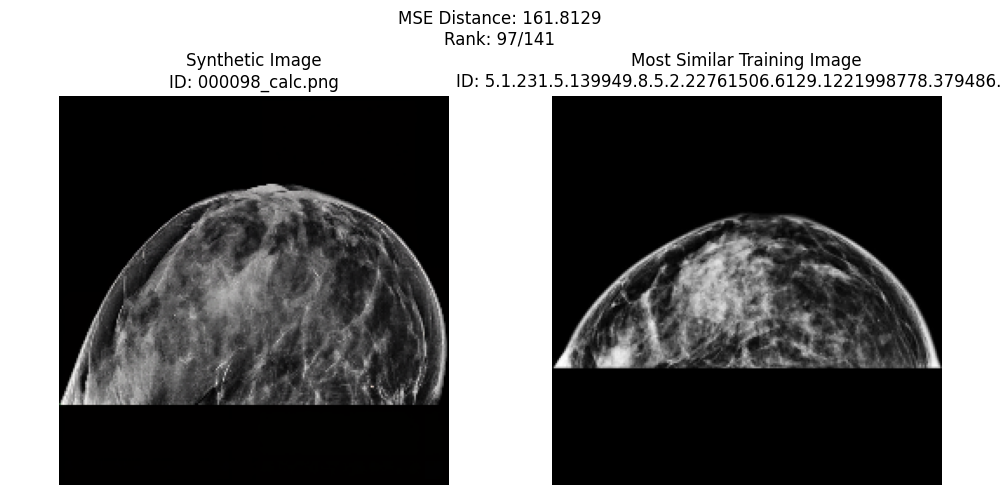 MSE Distance: 161.8129
Rank: 97/141
Synthetic Image
ID: 000098_calc.png
Most Similar Training Image
ID: 5.1.231.5.139949.8.5.2.22761506.6129.1221998778.379486.